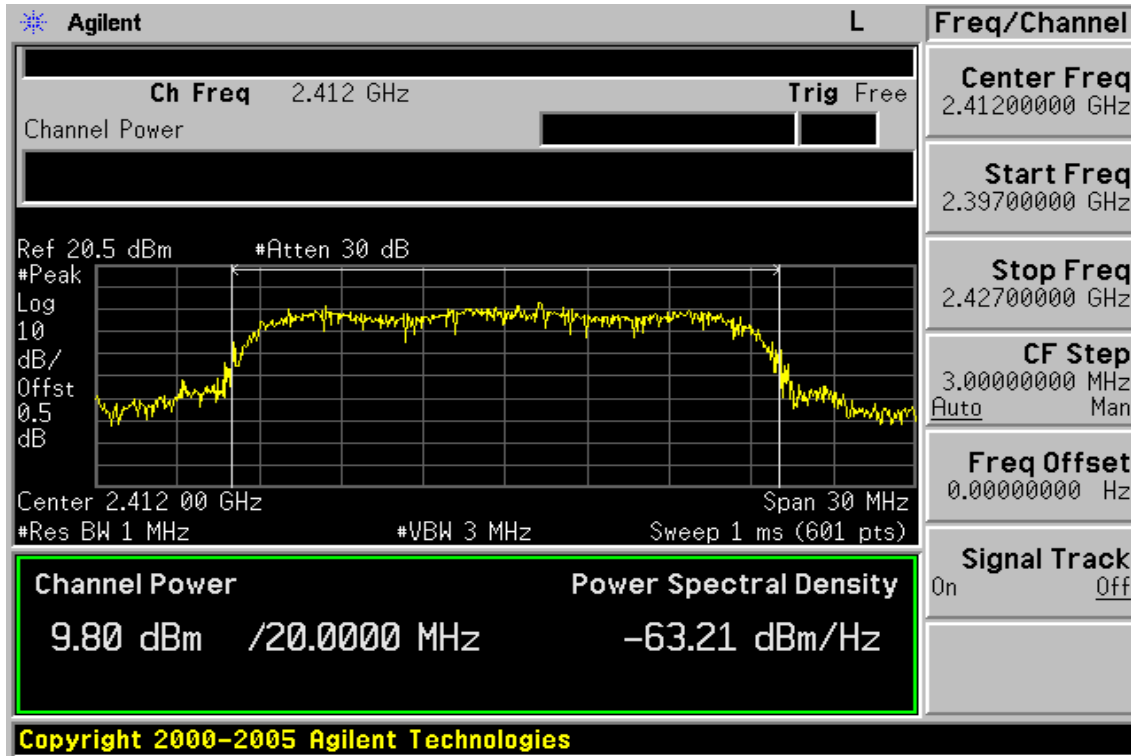 Agilent L Freq/Channel
Ch Freq 2.412 GHz Trig Free
Channel Power
Center Freq
2.41200000 GHz
Start Freq
2.39700000 GHz
Stop Freq
2.42700000 GHz
CF Step
3.00000000 MHz
Auto Man
Freq Offset
0.00000000 Hz
Signal Track
On Off
Ref 20.5 dBm #Atten 30 dB
#Peak
Log
10
dB/
Offst
0.5
dB
Center 2.412 00 GHz Span 30 MHz
#Res BW 1 MHz #VBW 3 MHz Sweep 1 ms (601 pts)
Channel Power Power Spectral Density
9.80 dBm /20.0000 MHz -63.21 dBm/Hz
Copyright 2000-2005 Agilent Technologies